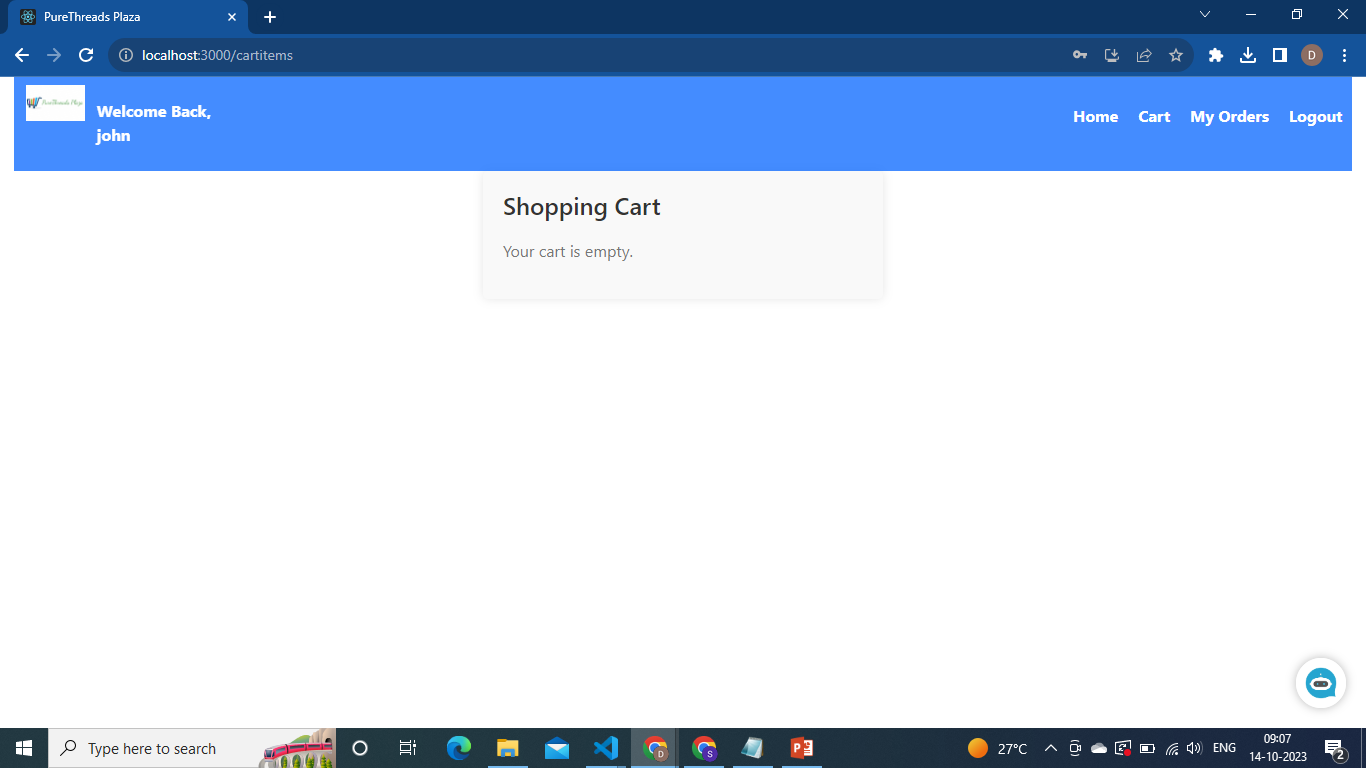 PureThreads Plaza
localhost:3000/cartitems
D
PureThreads Plaza
Welcome Back,
john
Home Cart My Orders Logout
Shopping Cart
Your cart is empty.
Type here to search
D
S
27°C
ENG
09:07
14-10-2023
2